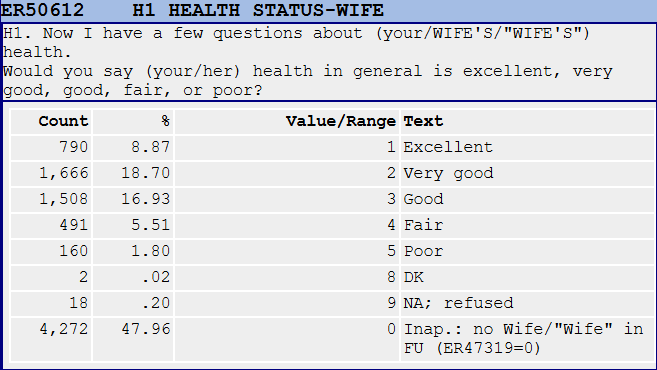 ER50612 H1 HEALTH STATUS-WIFE
H1. Now I have a few questions about (your/WIFE'S/"WIFE'S")
health.
Would you say (your/her) health in general is excellent, very
good, good, fair, or poor?
Count % Value/Range Text
790 8.87 1 Excellent
1,666 18.70 2 Very good
1,508 16.93 3 Good
491 5.51 4 Fair
160 1.80 5 Poor
2 .02 8 DK
18 .20 9 NA; refused
4,272 47.96 0 Inap.: no Wife/"Wife" in
FU (ER47319=0)